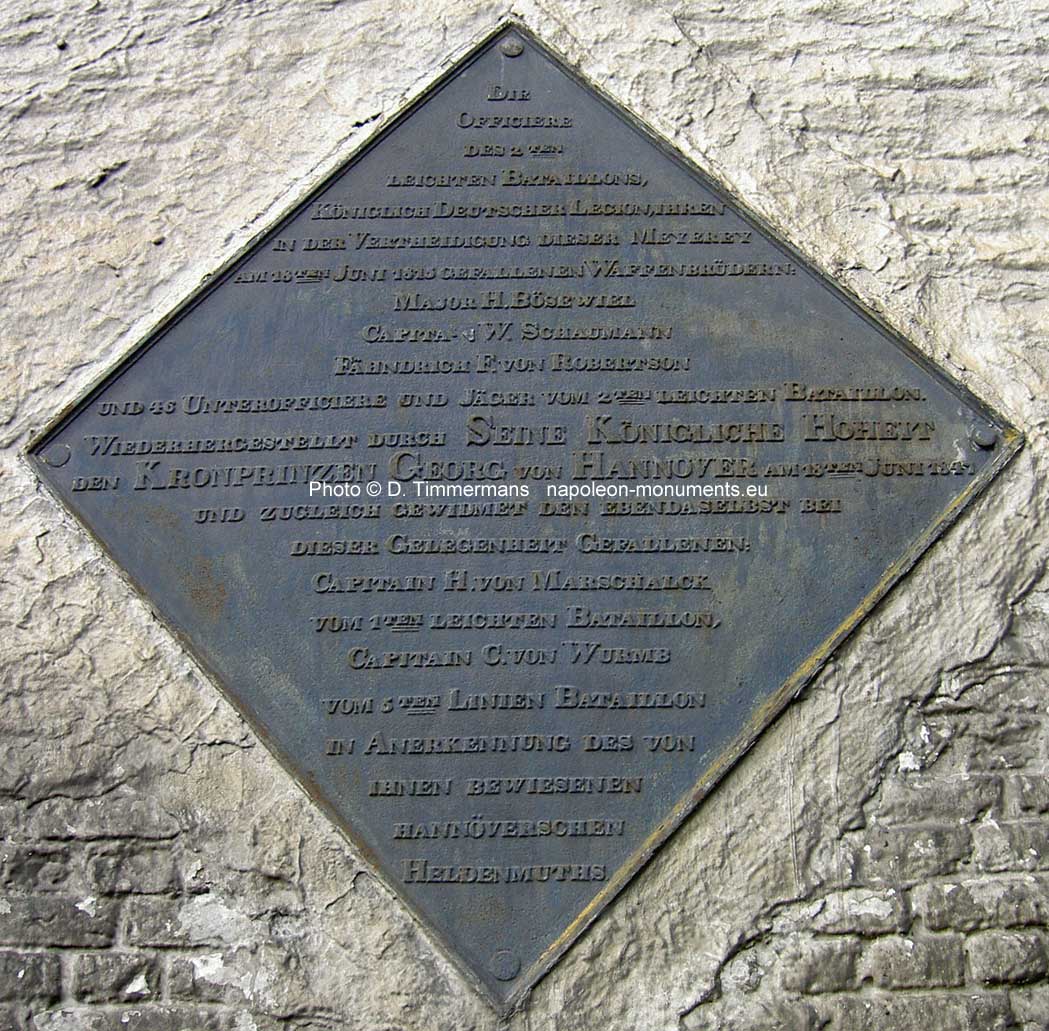 DIE
OFFICIERE
DES 2TEN
LEICHTEN BATAILLONS,
KÖNIGLICH DEUTSCHER LEGION, IHREN
IN DER VERTHEIDIGUNG DIESER MEYEREY
AM 18TEN JUNI 1815 GEFALLENEN WAFFENBRÜDERN:
MAJOR H. BÖSEWIEL
W. SCHAUMANN
FÄHNDRICH F. VON ROBERTSON
UND 46 UNTEROFFICIERE UND JÄGER VOM 2TEN LEICHTEN BATAILLON.
WIEDERHERGESTELLT DURCH SEINE KÖNIGLICHE HOHEIT
DEN KRONPRINZEN GEORG VON HANNOVER AM 18TEN JUNI 1847
Photo © D. Timmermans napoleon-monuments.eu
UND ZUGLEICH GEWIDMET DEN EBENDASELBST BEI
DIESER GELEGENHEIT GEFALLENEN:
CAPITAIN H. VON MARSCHALCK
VOM 1TEN LEICHTEN BATAILLON,
CAPITAIN C. VON WURMB
VOM 5TEN LINIEN BATAILLON
IN ANERKENNUNG DES VON
IHNEN BEWIESENEN
HANNÖVERSCHEN
HELDENMUTHS.